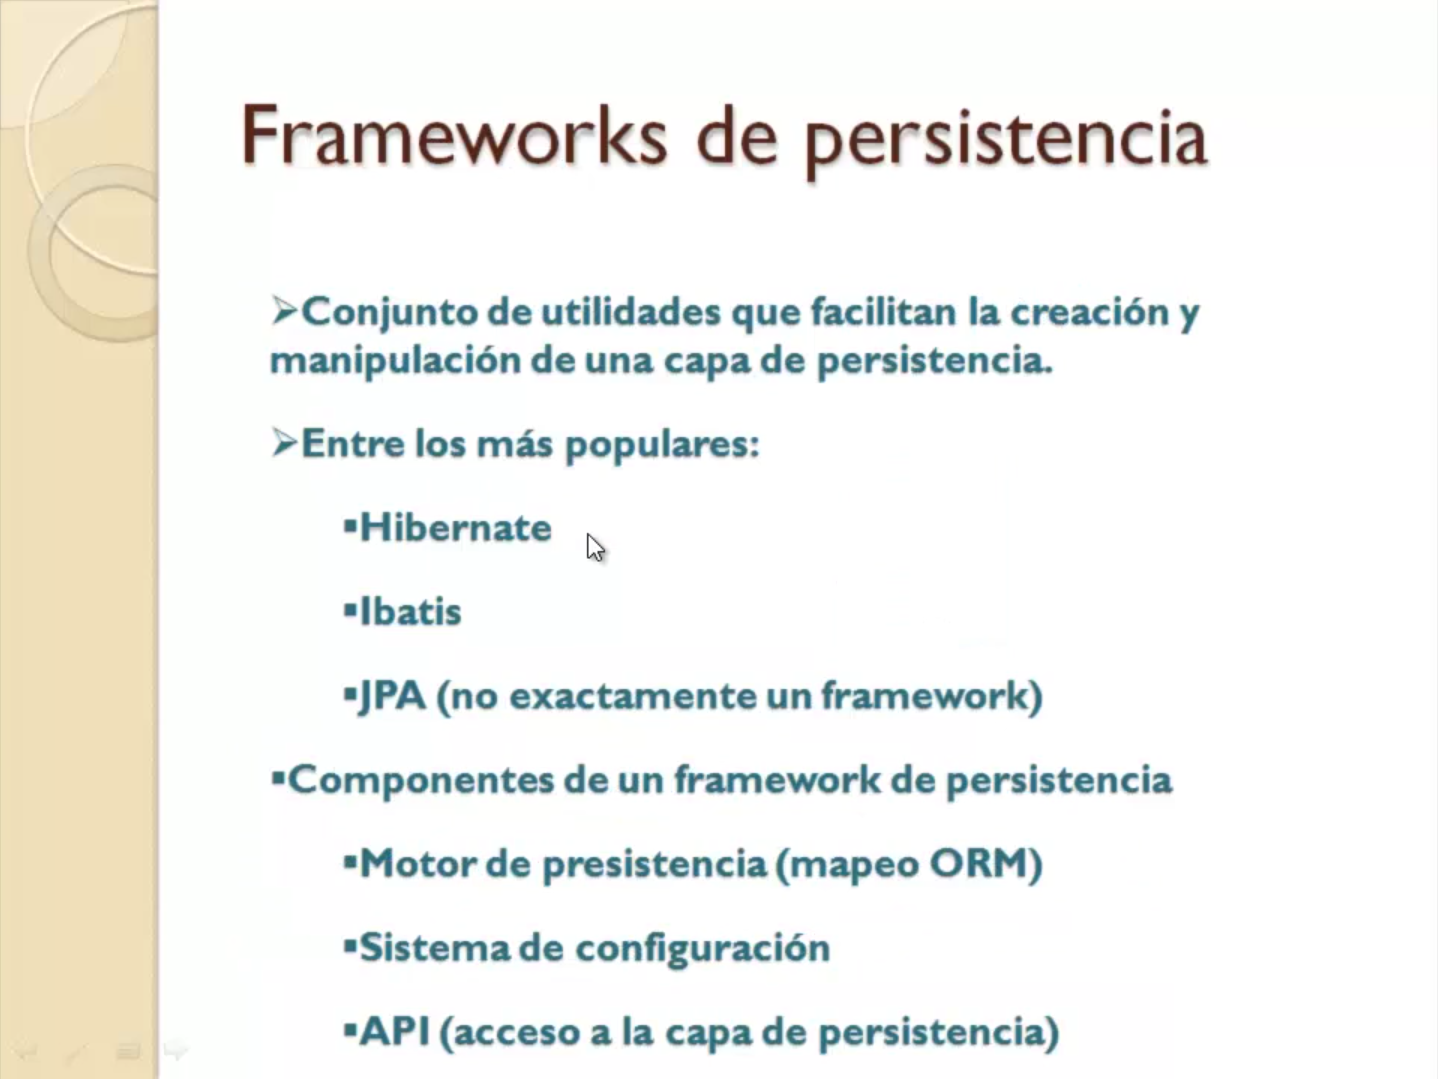 Frameworks de persistencia
➢Conjunto de utilidades que facilitan la creación y
manipulación de una capa de persistencia.
➢Entre los más populares:
▪Hibernate
▪Ibatis
▪JPA (no exactamente un framework)
▪Componentes de un framework de persistencia
▪Motor de presistencia (mapeo ORM)
▪Sistema de configuración
▪API (acceso a la capa de persistencia)